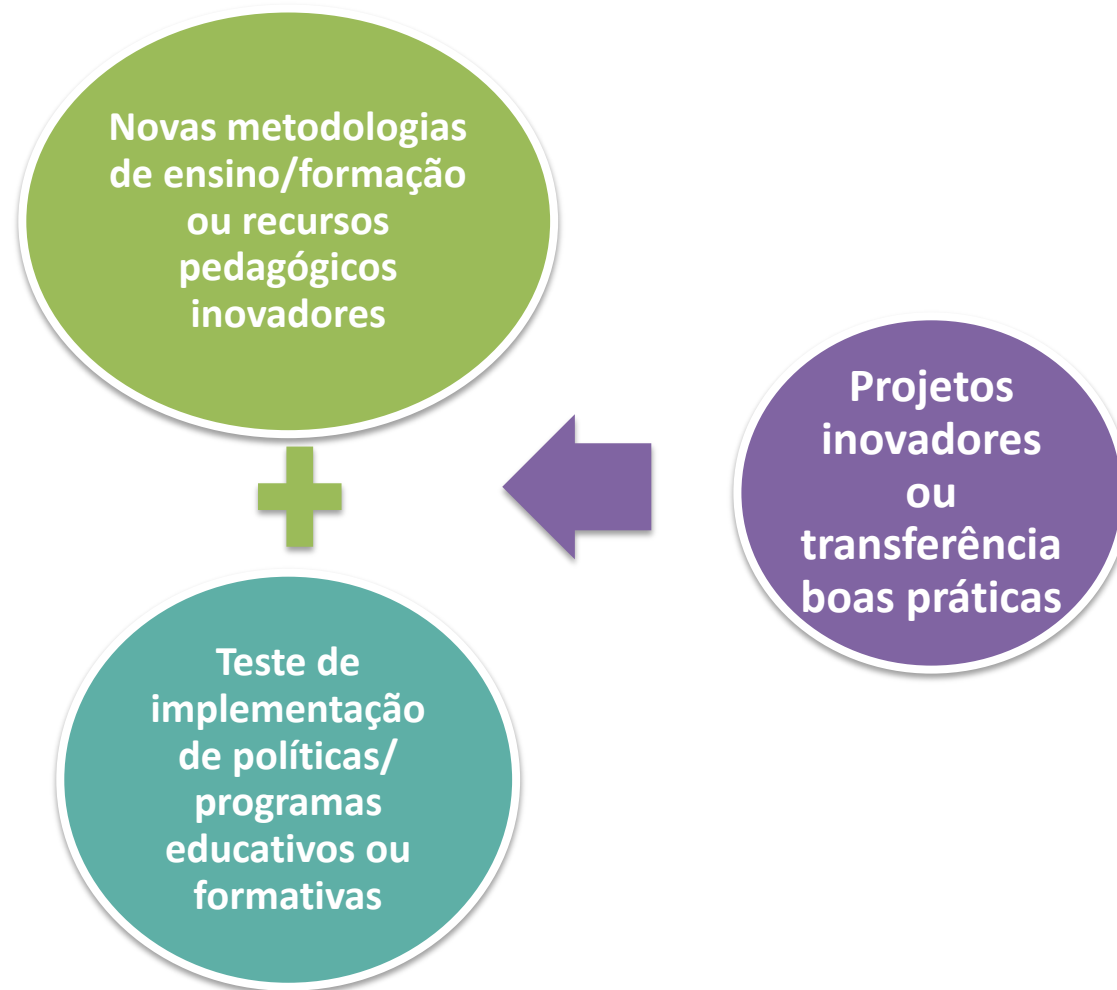 Novas metodologias
de ensino/formação
ou recursos
pedagógicos
inovadores
Projetos
inovadores
ou
transferência
boas práticas
Teste de
implementação
de políticas/
programas
educativos ou
formativas